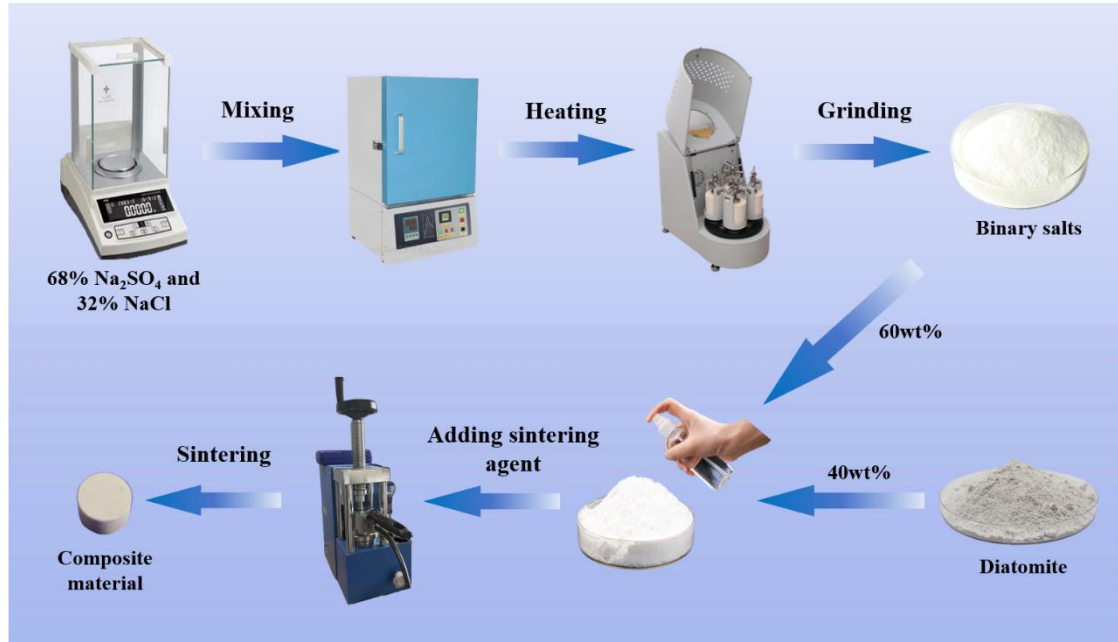 Mixing
Heating
Grinding
68% Na₂SO₄ and
32% NaCl
Binary salts
60wt%
Sintering
Adding sintering
agent
40wt%
Composite
material
Diatomite